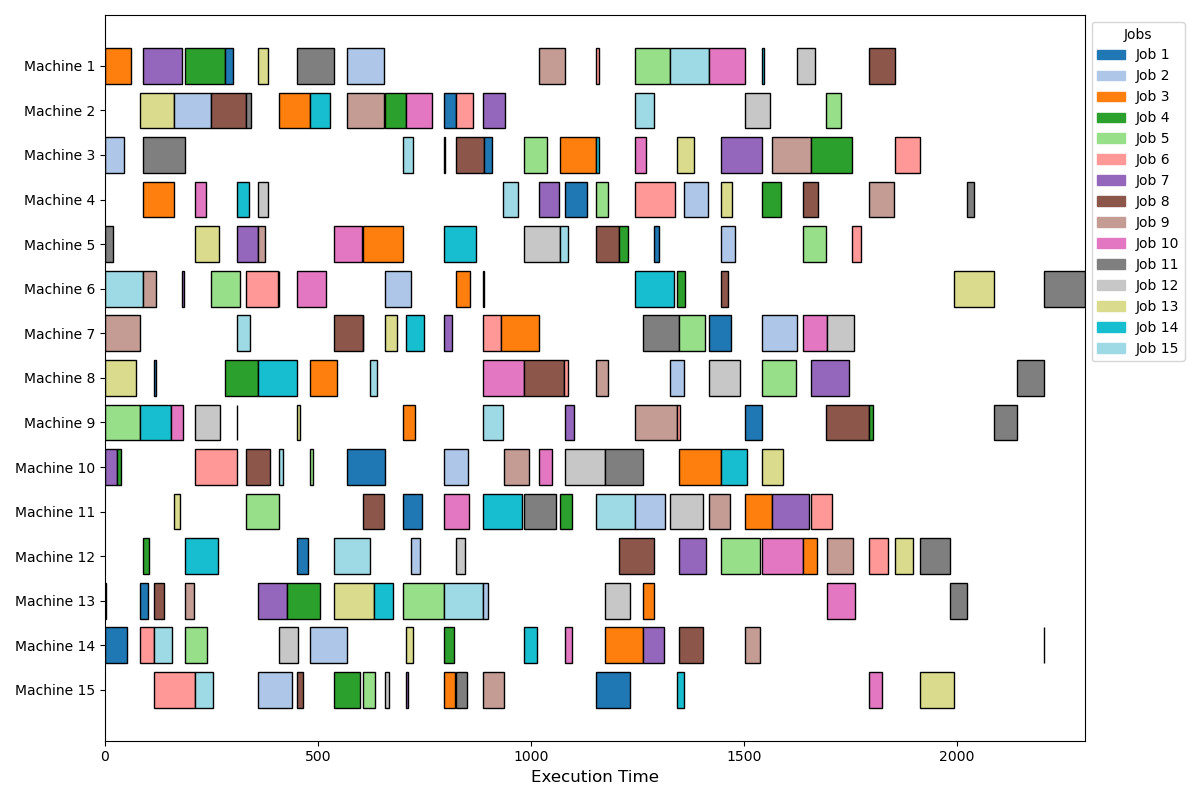 Machine 1
Machine 2
Machine 3
Machine 4
Machine 5
Machine 6
Machine 7
Machine 8
Machine 9
Machine 10
Machine 11
Machine 12
Machine 13
Machine 14
Machine 15
0 500 1000 1500 2000
Execution Time
Jobs
Job 1
Job 2
Job 3
Job 4
Job 5
Job 6
Job 7
Job 8
Job 9
Job 10
Job 11
Job 12
Job 13
Job 14
Job 15